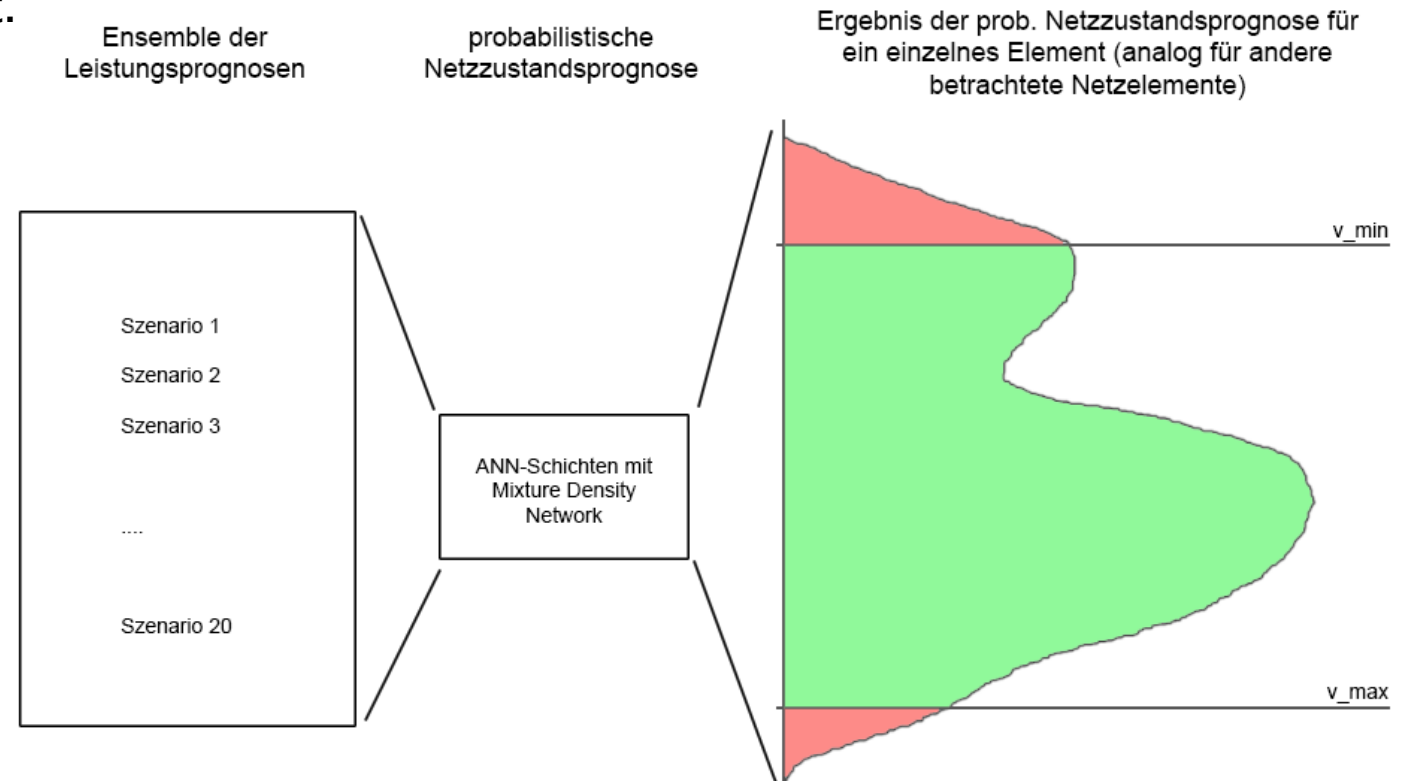 Ensemble der
Leistungsprognosen
probabilistische
Netzzustandsprognose
Ergebnis der prob. Netzzustandsprognose für
ein einzelnes Element (analog für andere
betrachtete Netzelemente)
Szenario 1
Szenario 2
Szenario 3
....
Szenario 20
ANN-Schichten mit
Mixture Density
Network
v_min
v_max